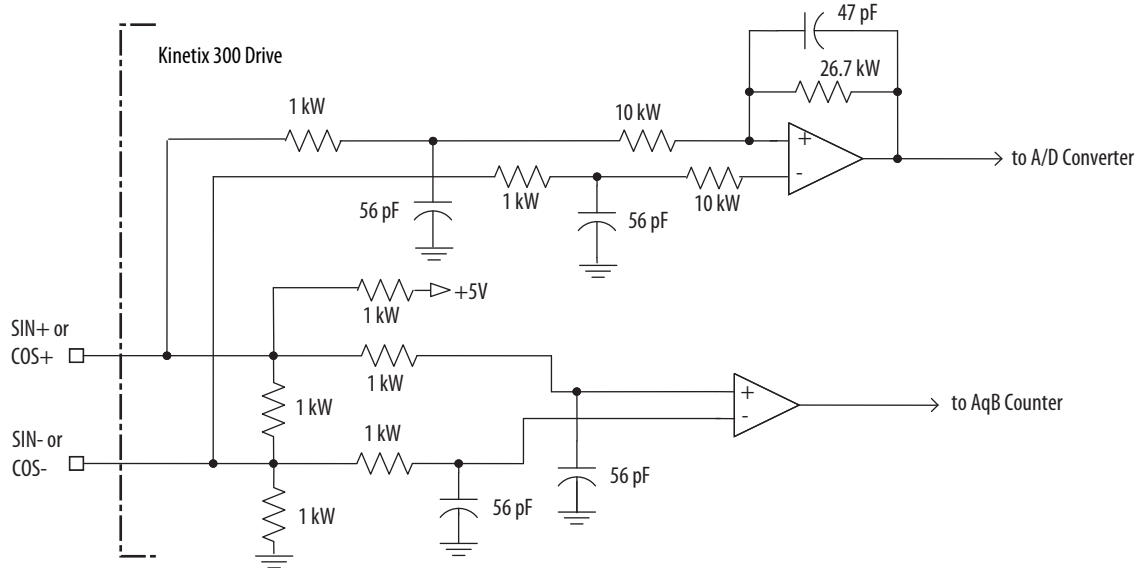 Kinetix 300 Drive
47 pF
26.7 kW
1 kW
10 kW
+
-
to A/D Converter
56 pF
1 kW
56 pF
10 kW
+5V
1 kW
SIN+ or
COS+
1 kW
+
-
to AqB Counter
1 kW
1 kW
SIN- or
COS-
56 pF
56 pF
1 kW